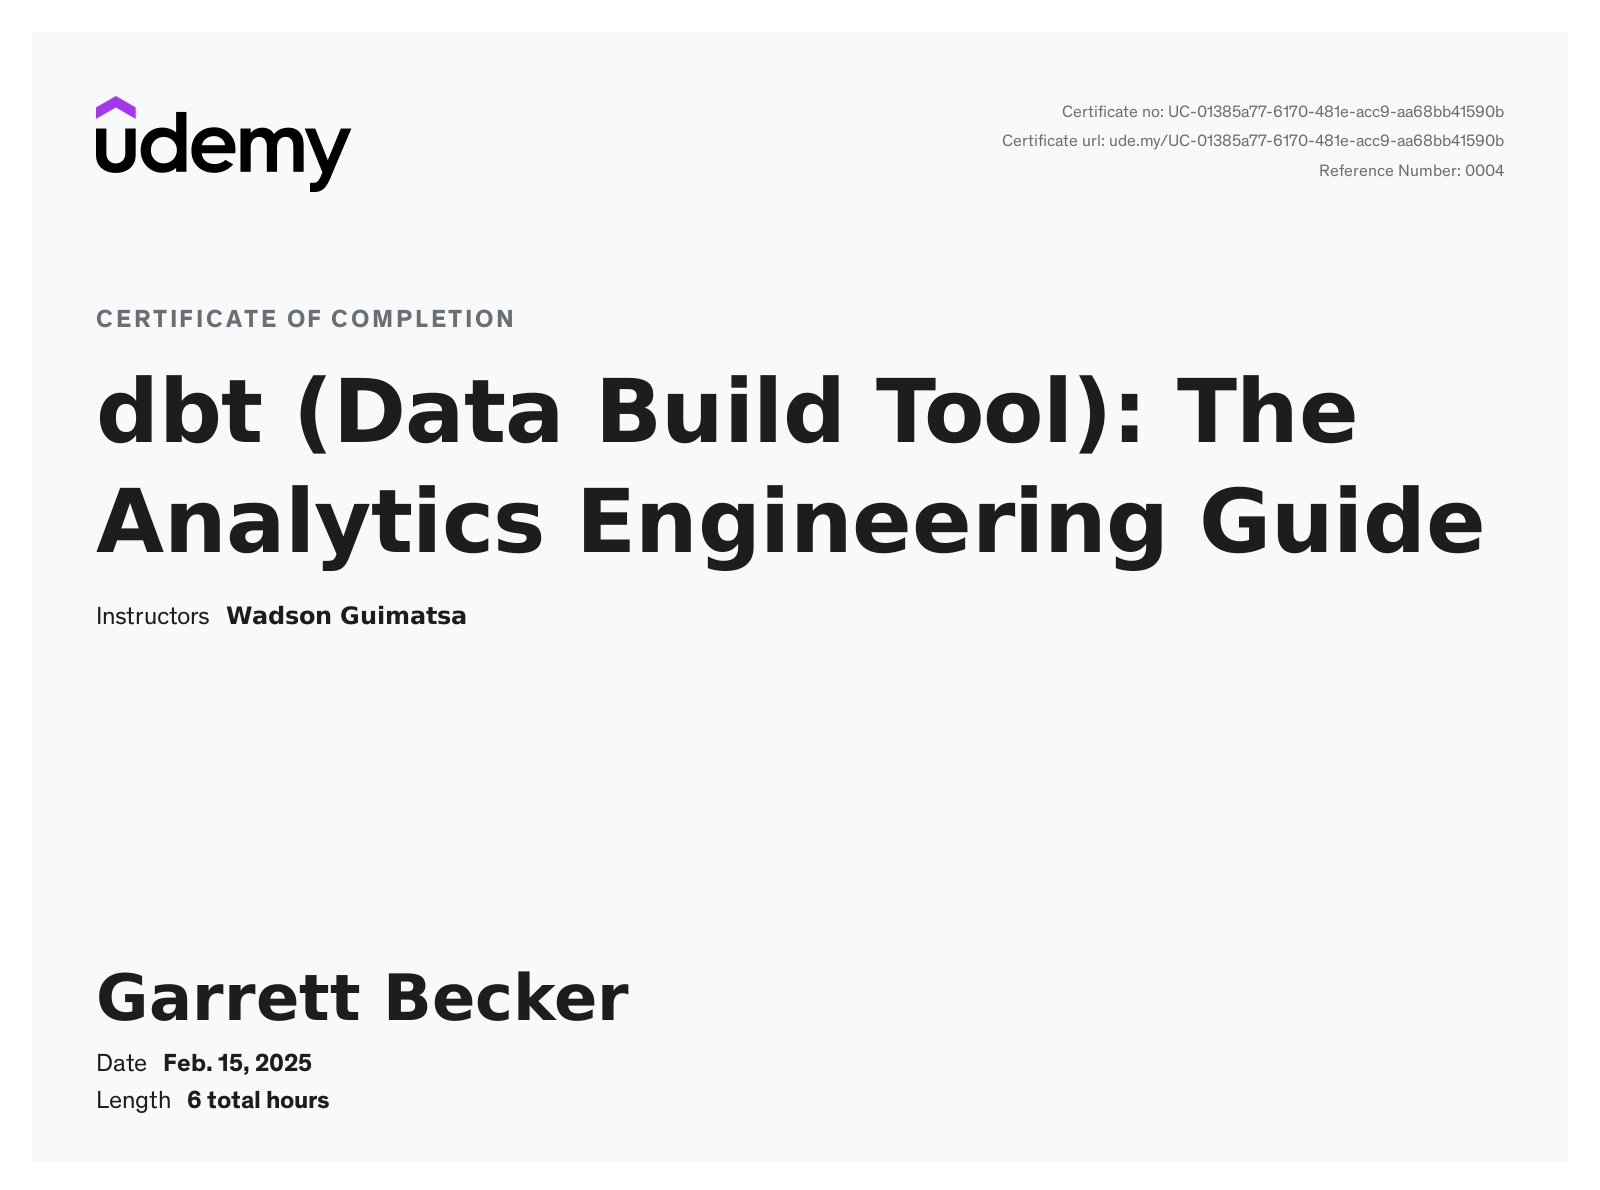 udemy
Certificate no: UC-01385a77-6170-481e-acc9-aa68bb41590b
Certificate url: ude.my/UC-01385a77-6170-481e-acc9-aa68bb41590b
Reference Number: 0004
CERTIFICATE OF COMPLETION
dbt (Data Build Tool): The
Analytics Engineering Guide
Instructors Wadson Guimatsa
Garrett Becker
Date Feb. 15, 2025
Length 6 total hours